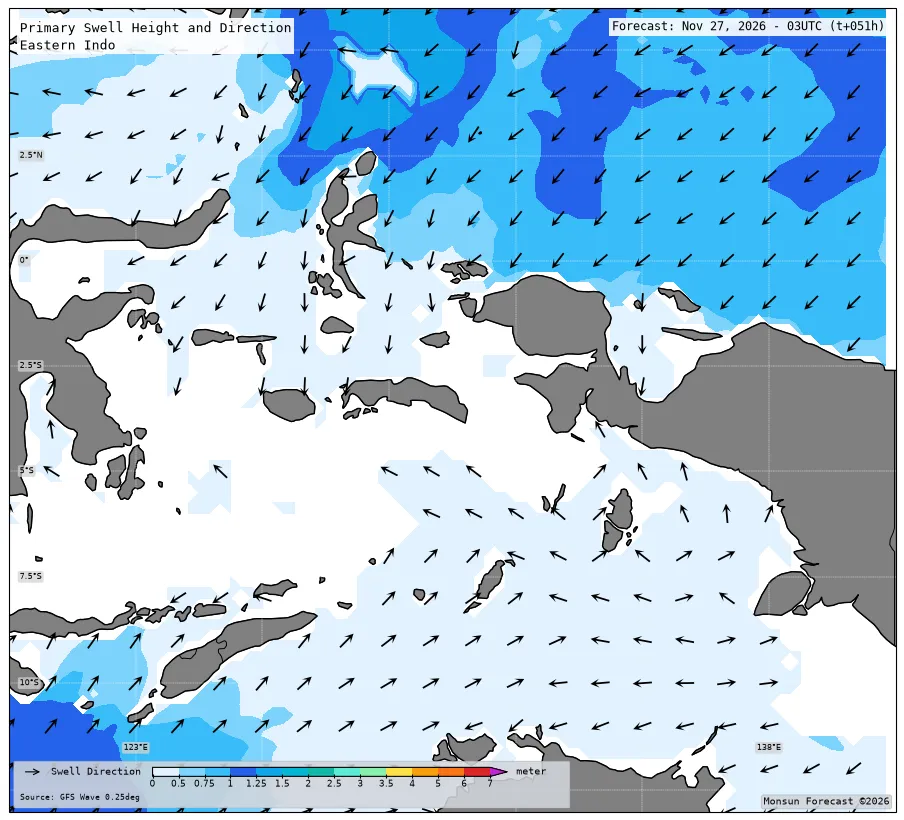 Primary Swell Height and Direction
Eastern Indo
Forecast: Nov 27, 2026 - 03UTC (t+051h)
2.5°N
0°
2.5°S
5°S
7.5°S
10°S
123°E
138°E
Swell Direction
0 0.5 0.75 1 1.25 1.5 2 2.5 3 3.5 4 5 6 7
meter
Source: GFS Wave 0.25deg
Monsun Forecast ©2026